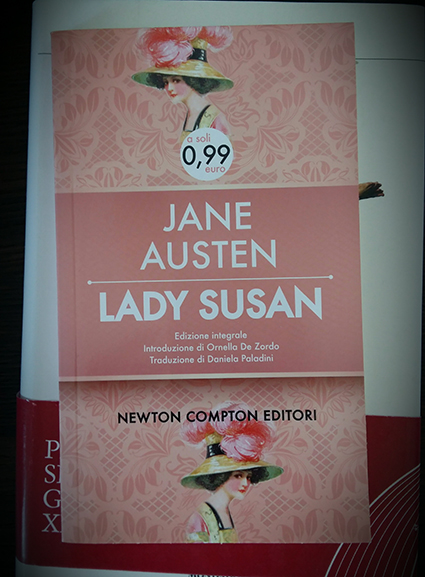 a soli
0,99
euro
JANE
AUSTEN
LADY SUSAN
Edizione integrale
Introduzione di Ornella De Zordo
Traduzione di Daniela Paladini
NEWTON COMPTON EDITORI